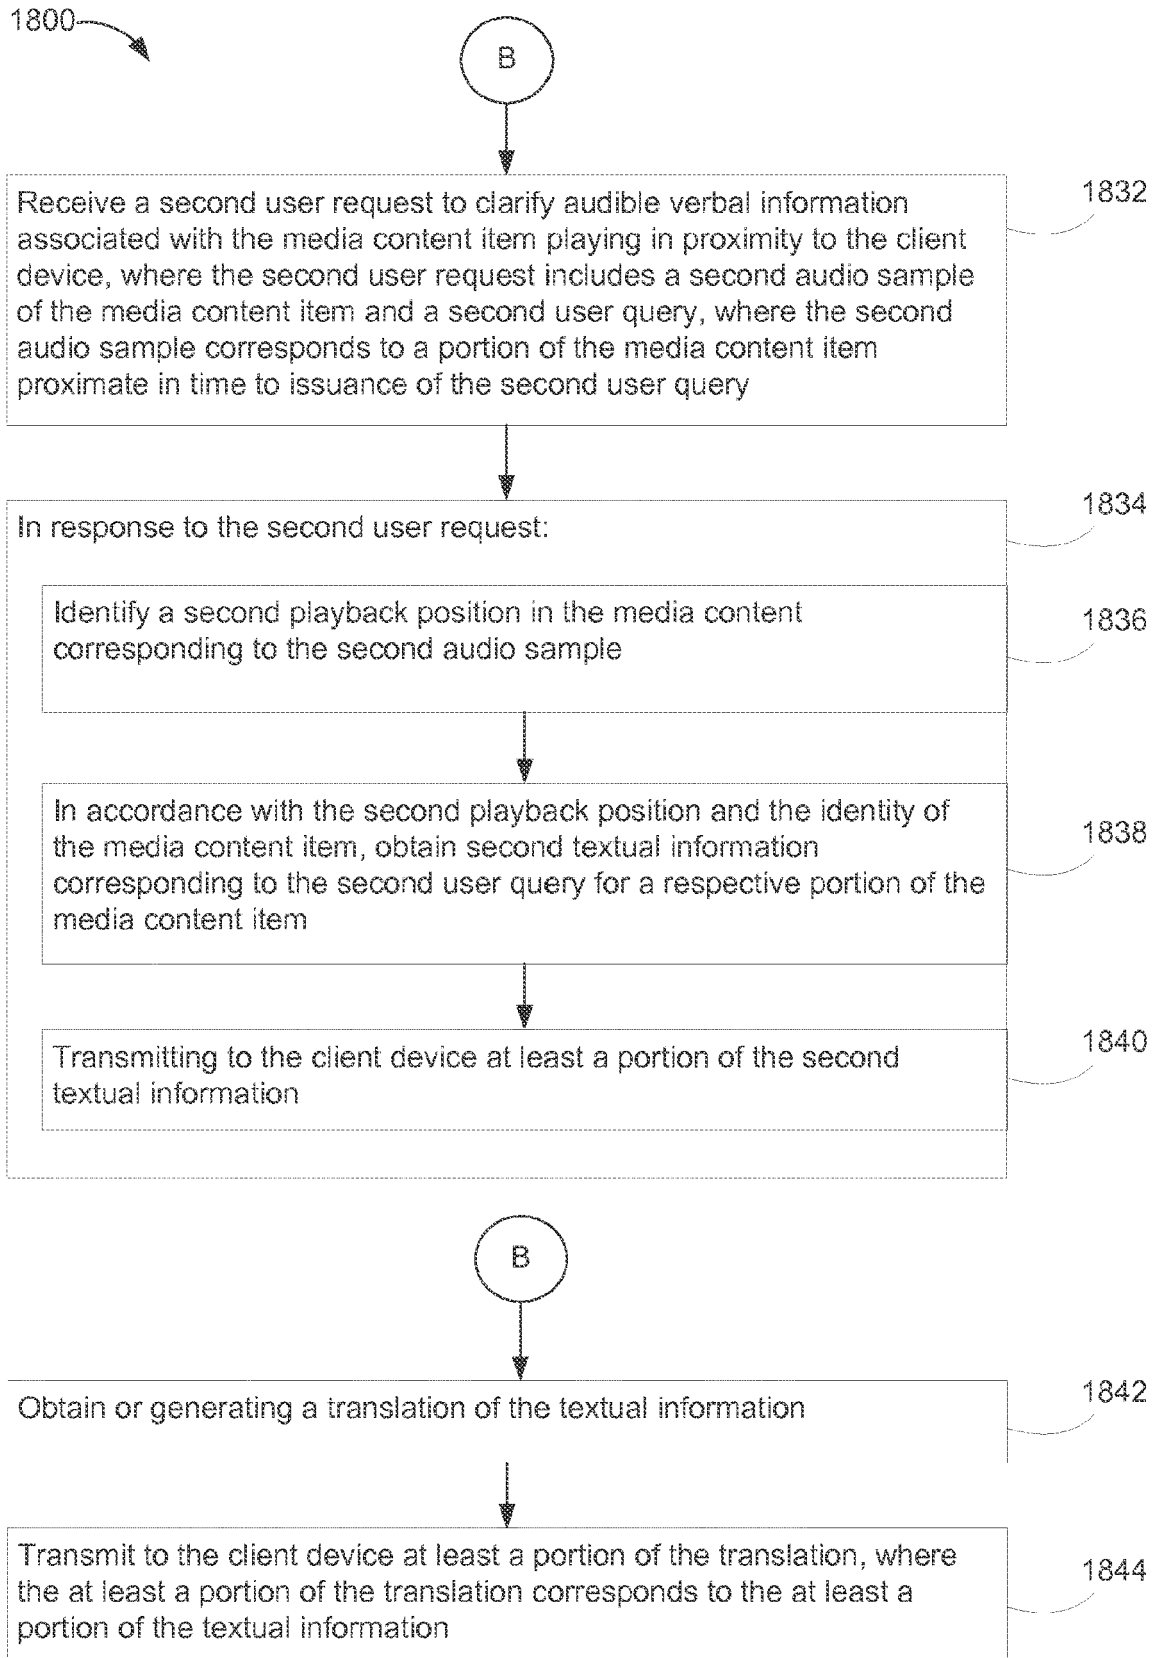 1800
B
Receive a second user request to clarify audible verbal information
associated with the media content item playing in proximity to the client
device, where the second user request includes a second audio sample
of the media content item and a second user query, where the second
audio sample corresponds to a portion of the media content item
proximate in time to issuance of the second user query
1832
In response to the second user request:
1834
Identify a second playback position in the media content
corresponding to the second audio sample
1836
In accordance with the second playback position and the identity of
the media content item, obtain second textual information
corresponding to the second user query for a respective portion of the
media content item
1838
Transmitting to the client device at least a portion of the second
textual information
1840
B
Obtain or generating a translation of the textual information
1842
Transmit to the client device at least a portion of the translation, where
the at least a portion of the translation corresponds to the at least a
portion of the textual information
1844